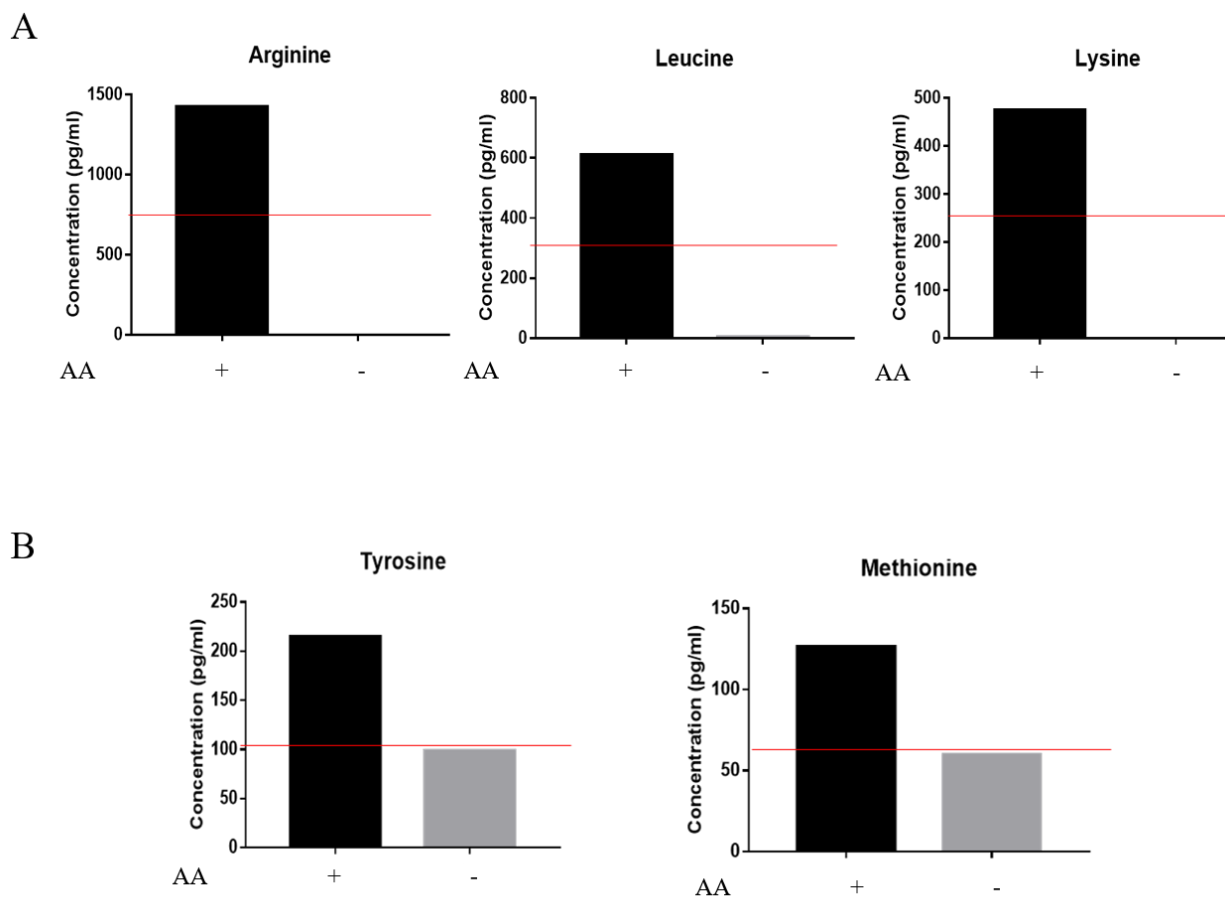 A
Arginine
Concentration (pg/ml)
1500
1000
500
0
AA + -
Leucine
Concentration (pg/ml)
800
600
400
200
0
AA + -
Lysine
Concentration (pg/ml)
500
400
300
200
100
0
AA + -
B
Tyrosine
Concentration (pg/ml)
250
200
150
100
50
0
AA + -
Methionine
Concentration (pg/ml)
150
100
50
0
AA + -